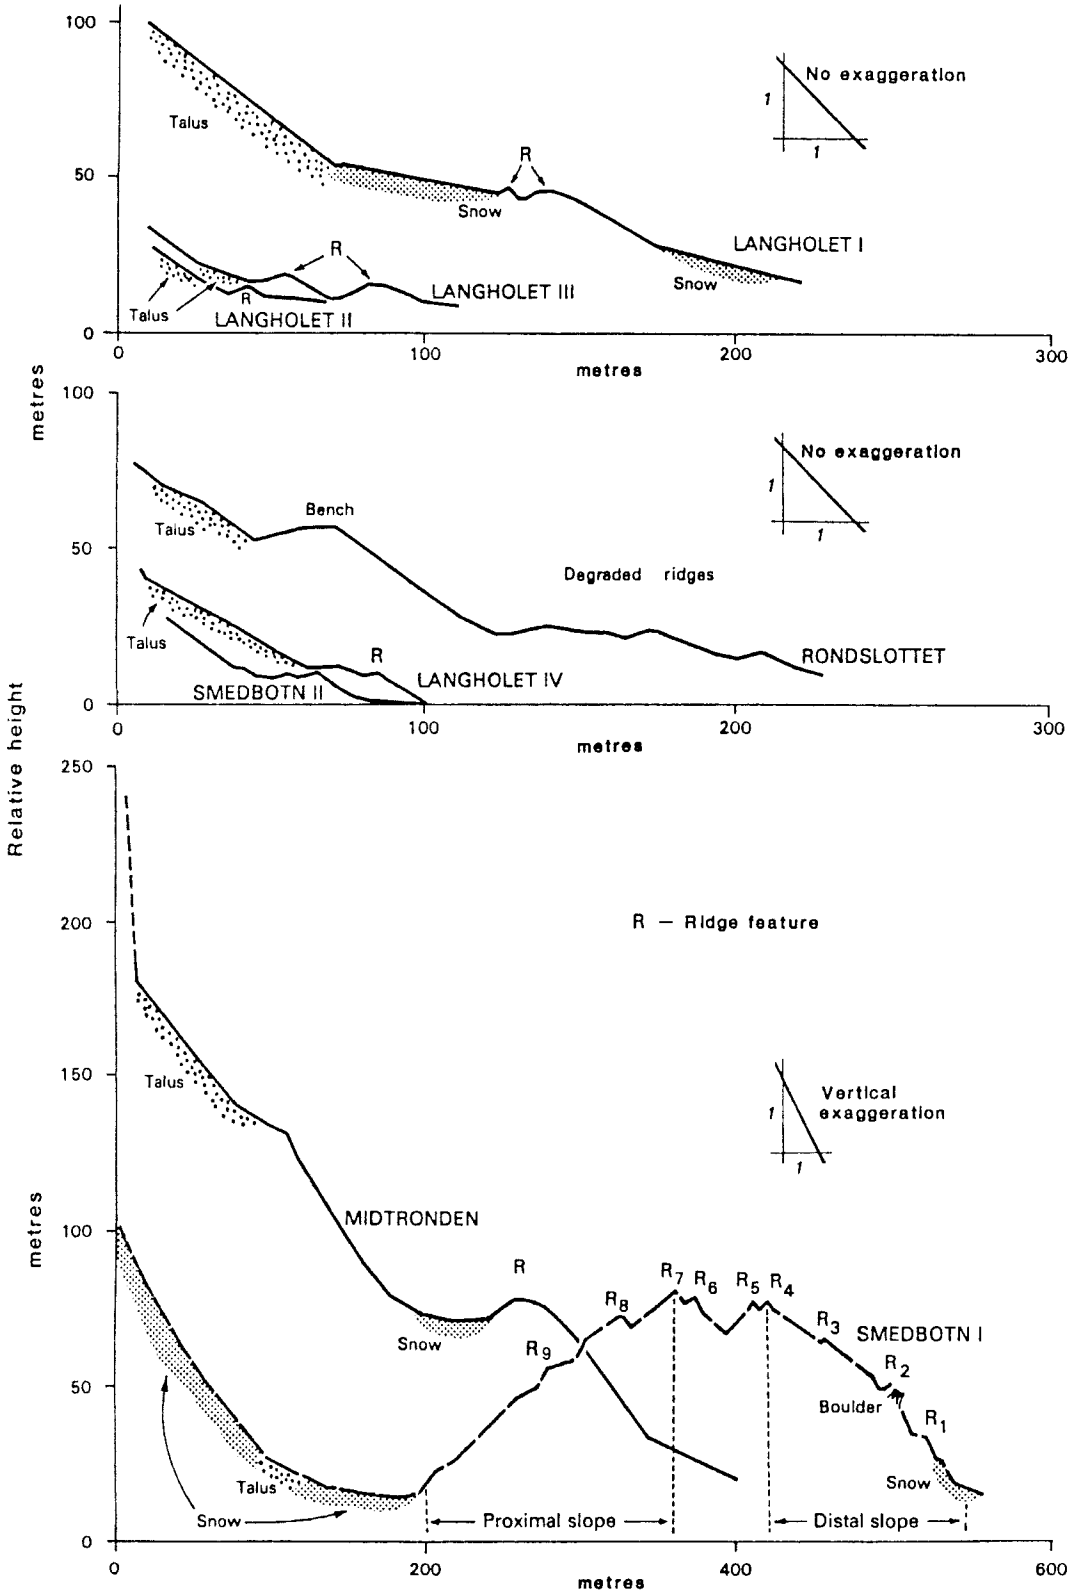 100
Talus
R
No exaggeration
1
1
50
Snow
LANGHOLET I
R
Snow
LANGHOLET III
Talus
R
LANGHOLET II
0
0
100
200
300
metres
metres
100
No exaggeration
1
1
Bench
Talus
50
Degraded ridges
Talus
R
RONDSLOTTET
LANGHOLET IV
SMEDBOTN II
0
0
100
200
300
metres
Relative height
250
200
R – Ridge feature
150
Talus
Vertical
exaggeration
1
1
metres
MIDTRONDEN
100
R
R7
R6
R5
R4
R8
R3
SMEDBOTN I
Snow
R9
R2
50
Boulder
R1
Talus
Snow
Snow
Proximal slope
Distal slope
0
0
200
400
600
metres